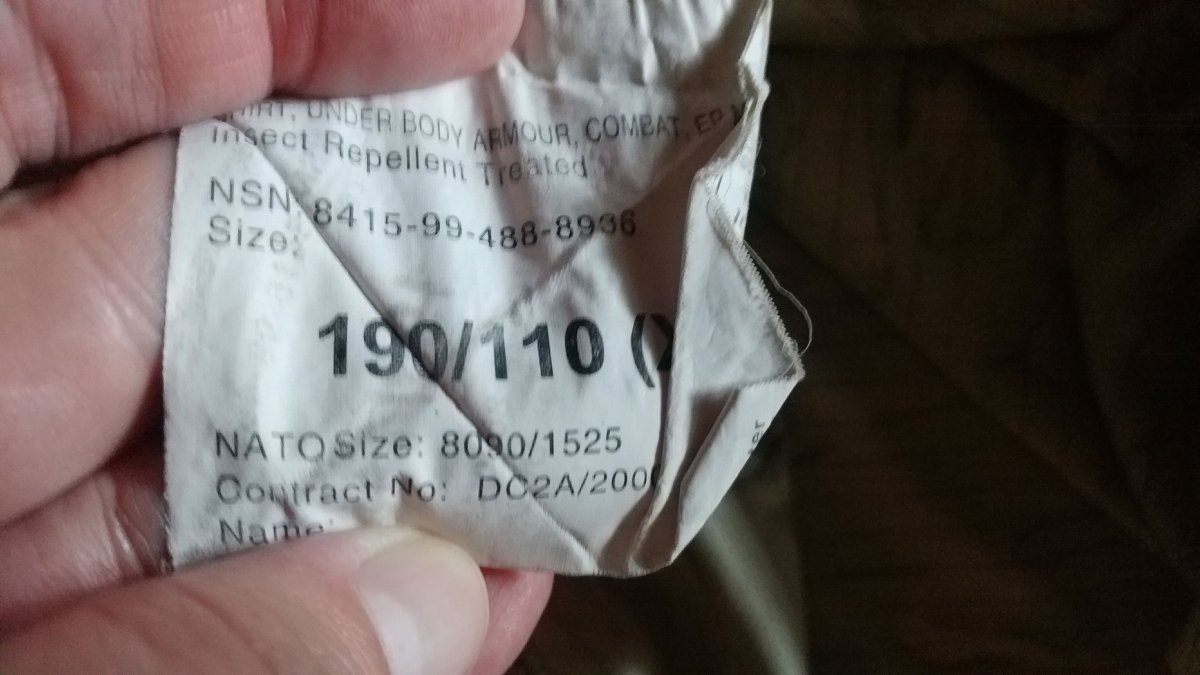 UNDER BODY ARMOUR, COMBAT, EP
Insect Repellent Treated
NSN: 8415-99-488-8936
Size:
190/110 (X
NATO Size: 8090/1525
Contract No: DC2A/200
Name: